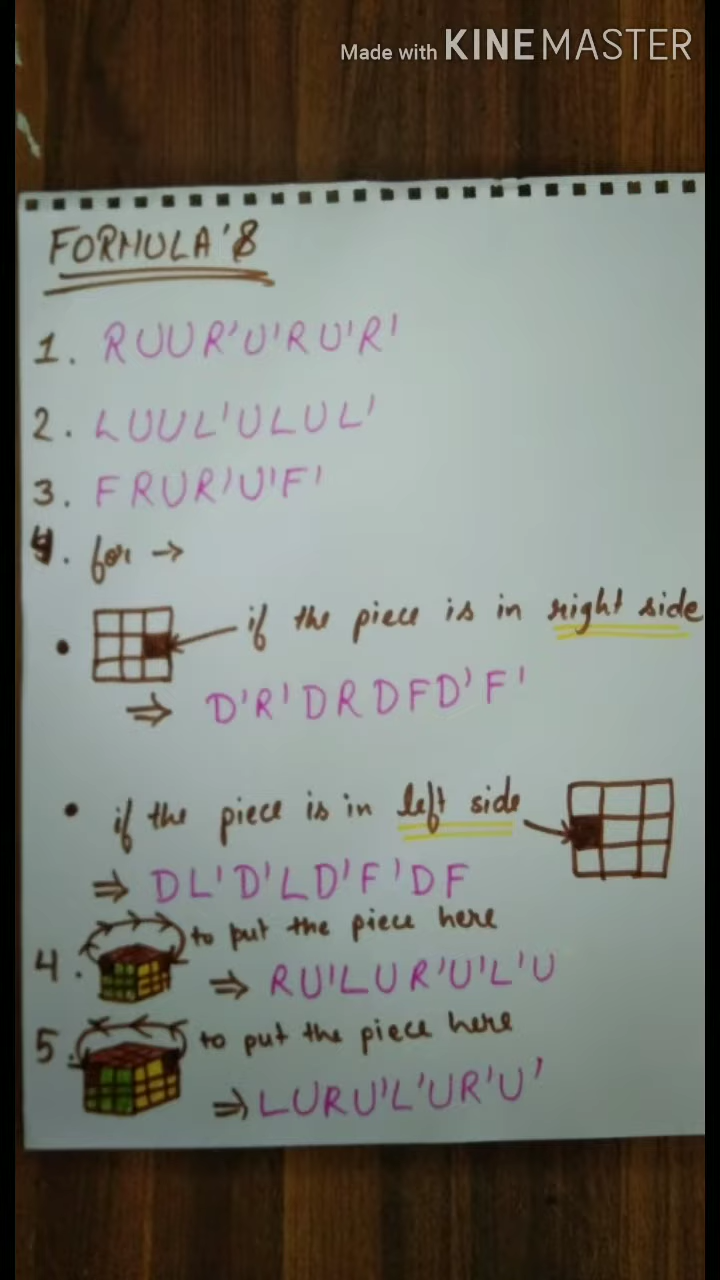 Made with KINEMASTER
FORMULA'S
1. RUUR'U'RU'R'
2. LUUL'ULUL'
3. FRUR'U'F'
4. for →
• ← if the piece is in right side
⇒ D'R'DRDFD'F'
• if the piece is in left side →
⇒ DL'D'LD'F'DF
4. to put the piece here
⇒ RU'LUR'U'L'U
5. to put the piece here
⇒ LURU'L'UR'U'